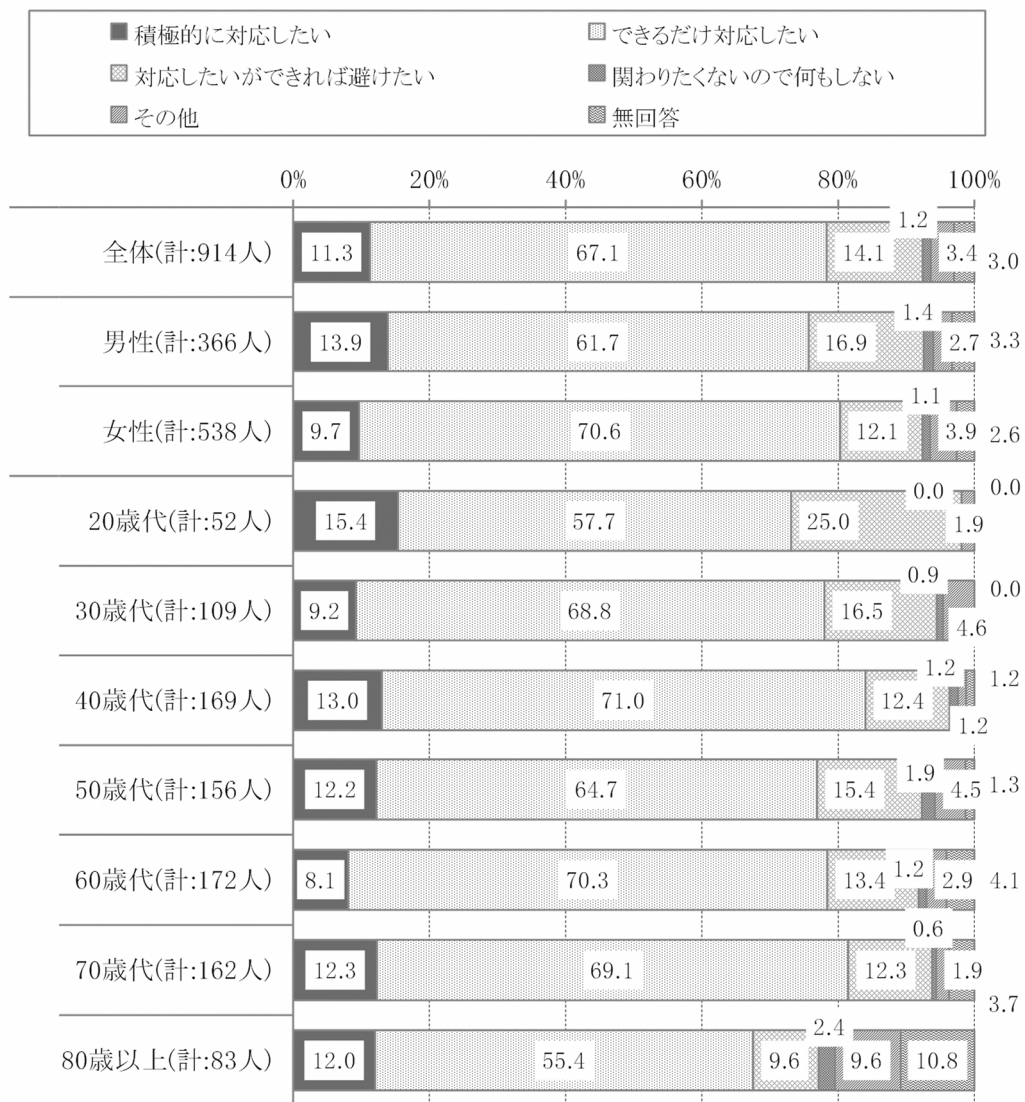 積極的に対応したい できるだけ対応したい
対応したいができれば避けたい 関わりたくないので何もしない
その他 無回答
0% 20% 40% 60% 80% 100%
全体(計:914人) 11.3 67.1 14.1 1.2 3.4 3.0
男性(計:366人) 13.9 61.7 16.9 1.4 2.7 3.3
女性(計:538人) 9.7 70.6 12.1 1.1 3.9 2.6
20歳代(計:52人) 15.4 57.7 25.0 0.0 1.9 0.0
30歳代(計:109人) 9.2 68.8 16.5 0.9 4.6 0.0
40歳代(計:169人) 13.0 71.0 12.4 1.2 1.2 1.2
50歳代(計:156人) 12.2 64.7 15.4 1.9 4.5 1.3
60歳代(計:172人) 8.1 70.3 13.4 1.2 2.9 4.1
70歳代(計:162人) 12.3 69.1 12.3 0.6 1.9 3.7
80歳以上(計:83人) 12.0 55.4 9.6 2.4 9.6 10.8